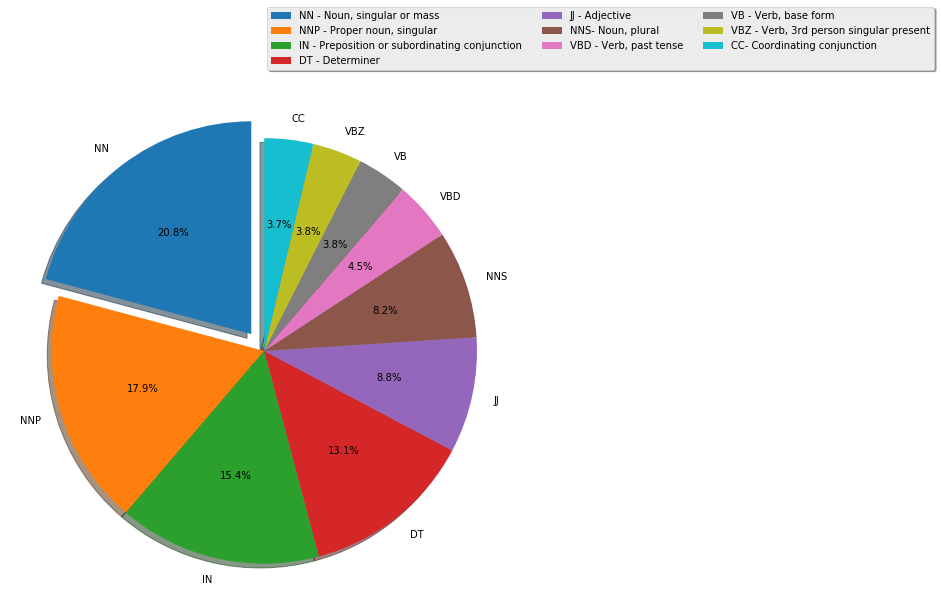 NN - Noun, singular or mass
NNP - Proper noun, singular
IN - Preposition or subordinating conjunction
DT - Determiner
JJ - Adjective
NNS- Noun, plural
VBD - Verb, past tense
VB - Verb, base form
VBZ - Verb, 3rd person singular present
CC- Coordinating conjunction
CC
VBZ
VB
VBD
NNS
JJ
DT
IN
NNP
NN
20.8%
17.9%
15.4%
13.1%
8.8%
8.2%
4.5%
3.8%
3.8%
3.7%